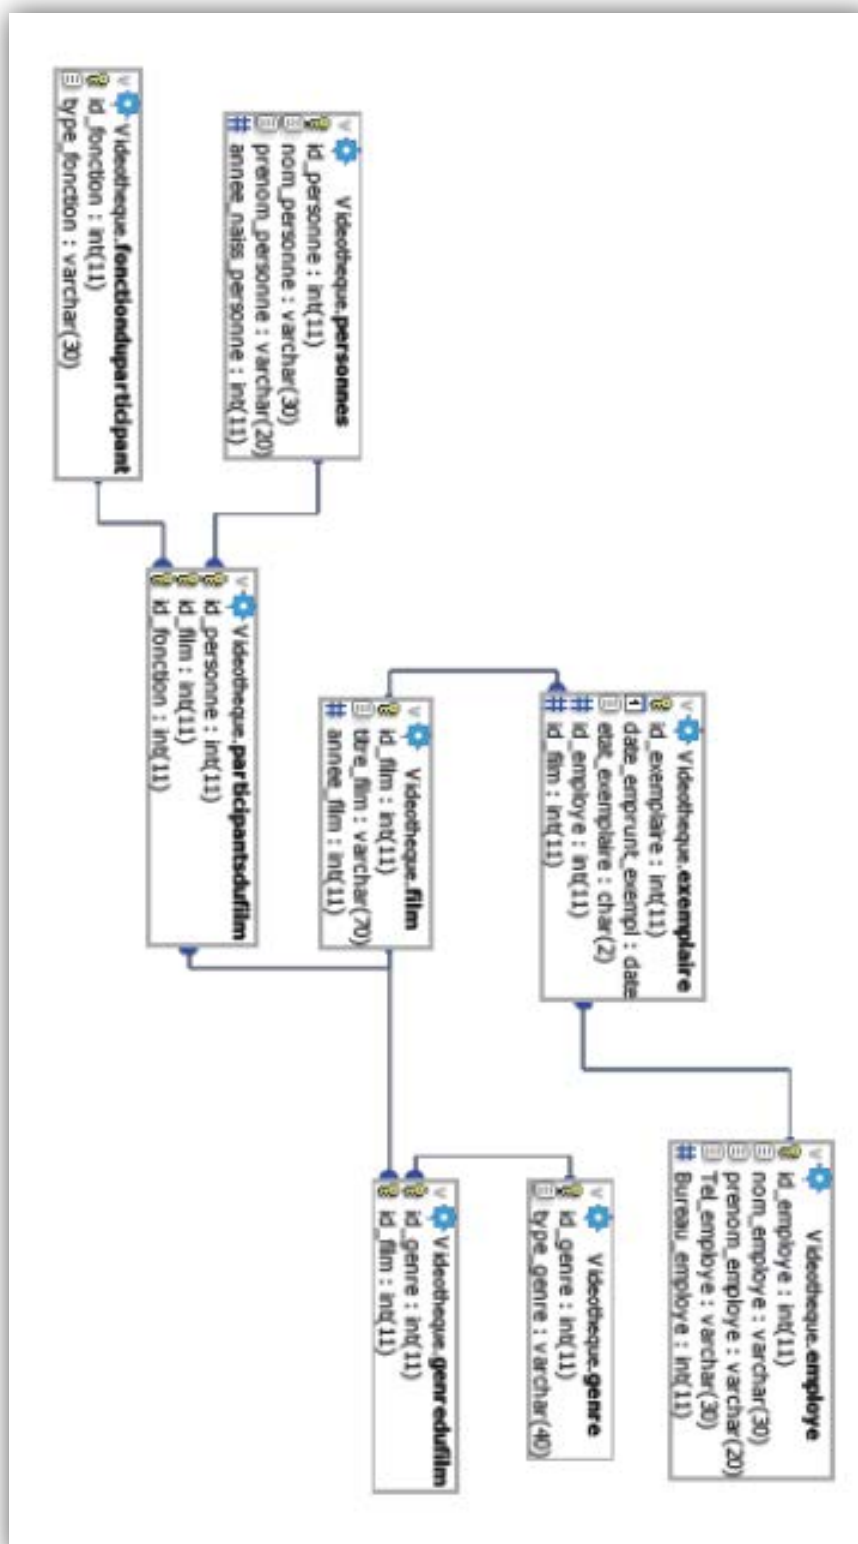 Videotheque.employe
id_employe : int(11)
nom_employe : varchar(30)
prenom_employe : varchar(20)
Tel_employe : varchar(30)
Bureau_employe : int(11)
Videotheque.exemplaire
id_exemplaire : int(11)
date_emprunt_exempl : date
etat_exemplaire : char(2)
id_employe : int(11)
id_film : int(11)
Videotheque.genre
id_genre : int(11)
type_genre : varchar(40)
Videotheque.film
id_film : int(11)
titre_film : varchar(70)
annee_film : int(11)
Videotheque.genredufilm
id_genre : int(11)
id_film : int(11)
Videotheque.personnes
id_personne : int(11)
nom_personne : varchar(30)
prenom_personne : varchar(20)
annee_naiss_personne : int(11)
Videotheque.participantsdufilm
id_personne : int(11)
id_film : int(11)
id_fonction : int(11)
Videotheque.fonctionduparticipant
id_fonction : int(11)
type_fonction : varchar(30)